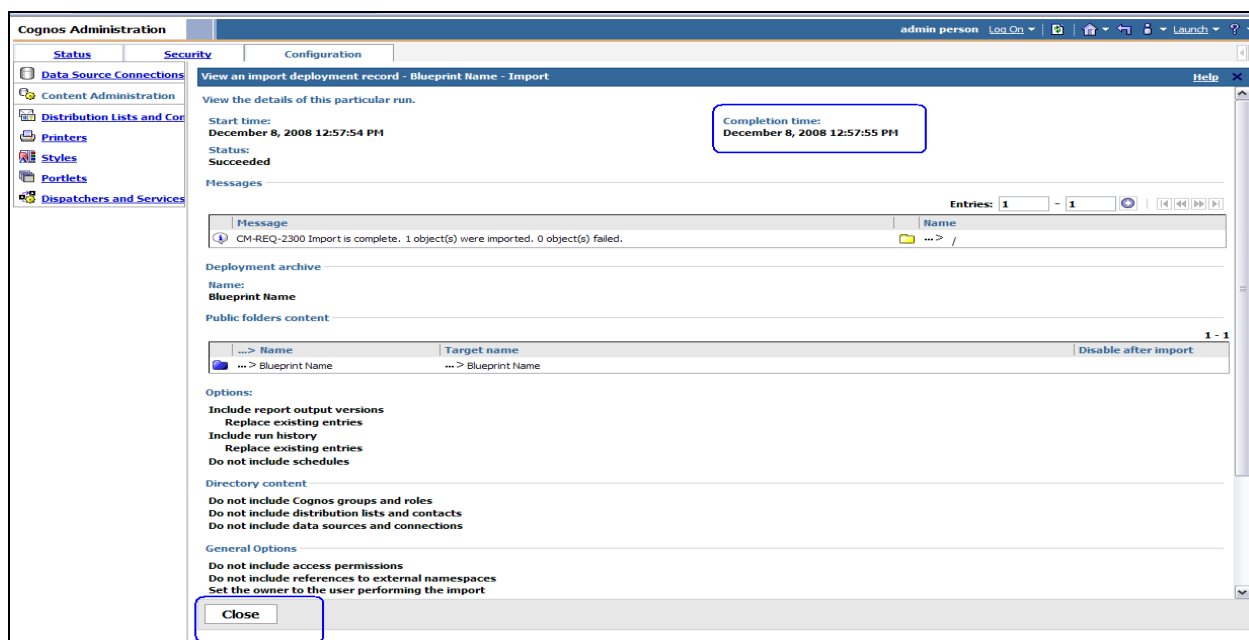 Cognos Administration
admin person Log On Launch ?
Status Security Configuration
Data Source Connections
Content Administration
Distribution Lists and Con
Printers
Styles
Portlets
Dispatchers and Services
View an import deployment record - Blueprint Name - Import Help X
View the details of this particular run.
Start time:
December 8, 2008 12:57:54 PM
Completion time:
December 8, 2008 12:57:55 PM
Status:
Succeeded
Messages
Entries: 1 - 1
Message Name
CM-REQ-2300 Import is complete. 1 object(s) were imported. 0 object(s) failed. ...> /
Deployment archive
Name:
Blueprint Name
Public folders content
1 - 1
...> Name Target name Disable after import
...> Blueprint Name ...> Blueprint Name
Options:
Include report output versions
Replace existing entries
Include run history
Replace existing entries
Do not include schedules
Directory content
Do not include Cognos groups and roles
Do not include distribution lists and contacts
Do not include data sources and connections
General Options
Do not include access permissions
Do not include references to external namespaces
Set the owner to the user performing the import
Close